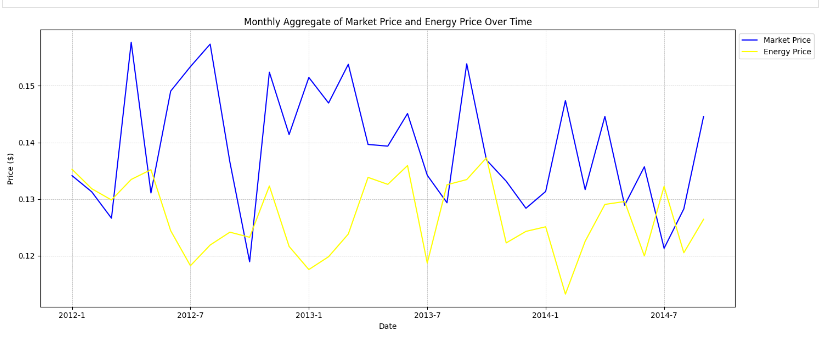 Monthly Aggregate of Market Price and Energy Price Over Time
Market Price
Energy Price
0.15
0.14
0.13
0.12
Price ($)
2012-1 2012-7 2013-1 2013-7 2014-1 2014-7
Date